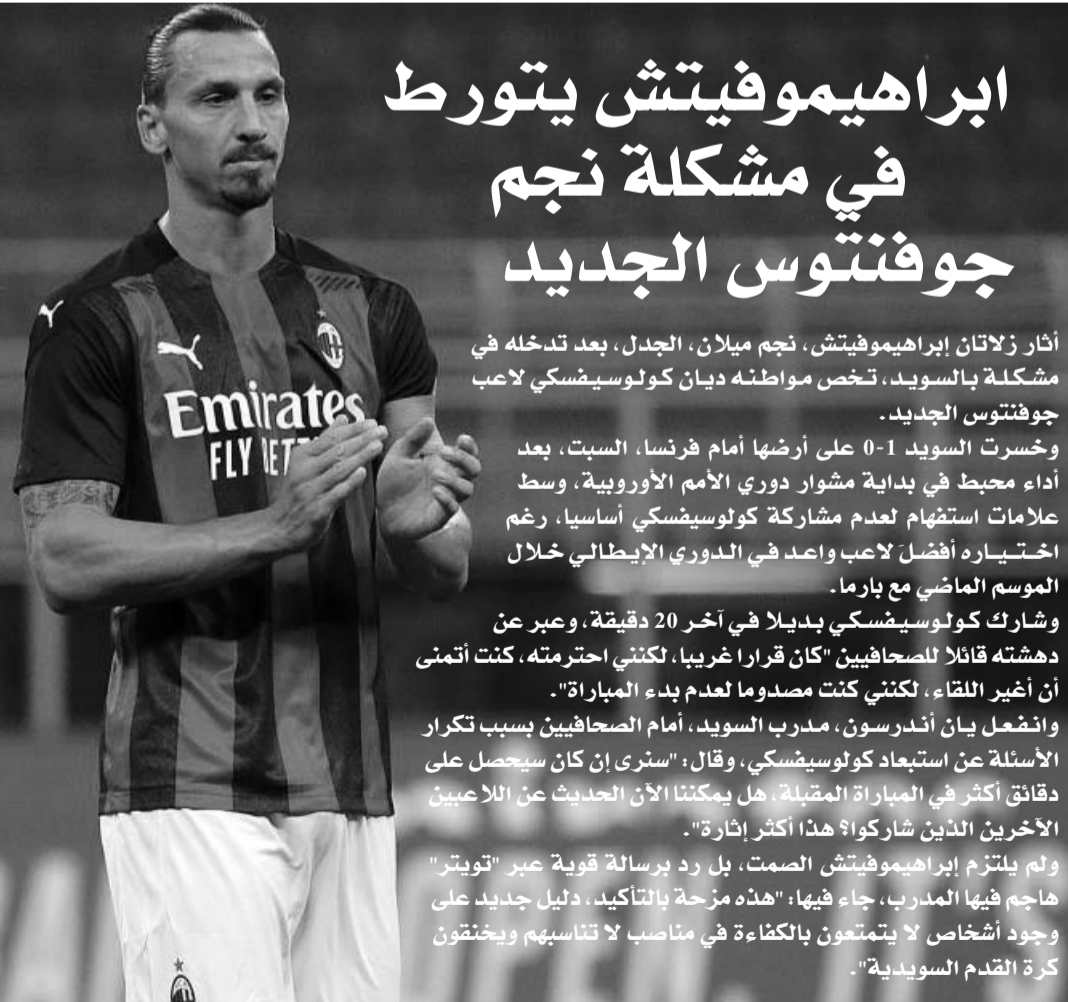 ابراهيموفيتش يتورط
في مشكلة نجم
جوفنتوس الجديد
أثار زلاتان إبراهيموفيتش، نجم ميلان، الجدل، بعد تدخله في
مشكلة بالسويد، تخص مواطنه ديان كولوسيفسكي لاعب
جوفنتوس الجديد.
وخسرت السويد 1-0 على أرضها أمام فرنسا، السبت، بعد
أداء محبط في بداية مشوار دوري الأمم الأوروبية، وسط
علامات استفهام لعدم مشاركة كولوسيفسكي أساسيا، رغم
اختياره أفضلَ لاعب واعد في الدوري الإيطالي خلال
الموسم الماضي مع بارما.
وشارك كولوسيفسكي بديلا في آخر 20 دقيقة، وعبر عن
دهشته قائلا للصحافيين "كان قرارا غريبا، لكنني احترمته، كنت أتمنى
أن أغير اللقاء، لكنني كنت مصدوما لعدم بدء المباراة".
وانفعل يان أندرسون، مدرب السويد، أمام الصحافيين بسبب تكرار
الأسئلة عن استبعاد كولوسيفسكي، وقال: "سنرى إن كان سيحصل على
دقائق أكثر في المباراة المقبلة، هل يمكننا الآن الحديث عن اللاعبين
الآخرين الذين شاركوا؟ هذا أكثر إثارة".
ولم يلتزم إبراهيموفيتش الصمت، بل رد برسالة قوية عبر "تويتر"
هاجم فيها المدرب، جاء فيها: "هذه مزحة بالتأكيد، دليل جديد على
وجود أشخاص لا يتمتعون بالكفاءة في مناصب لا تناسبهم ويخنقون
كرة القدم السويدية".
Emirates
FLY BETT